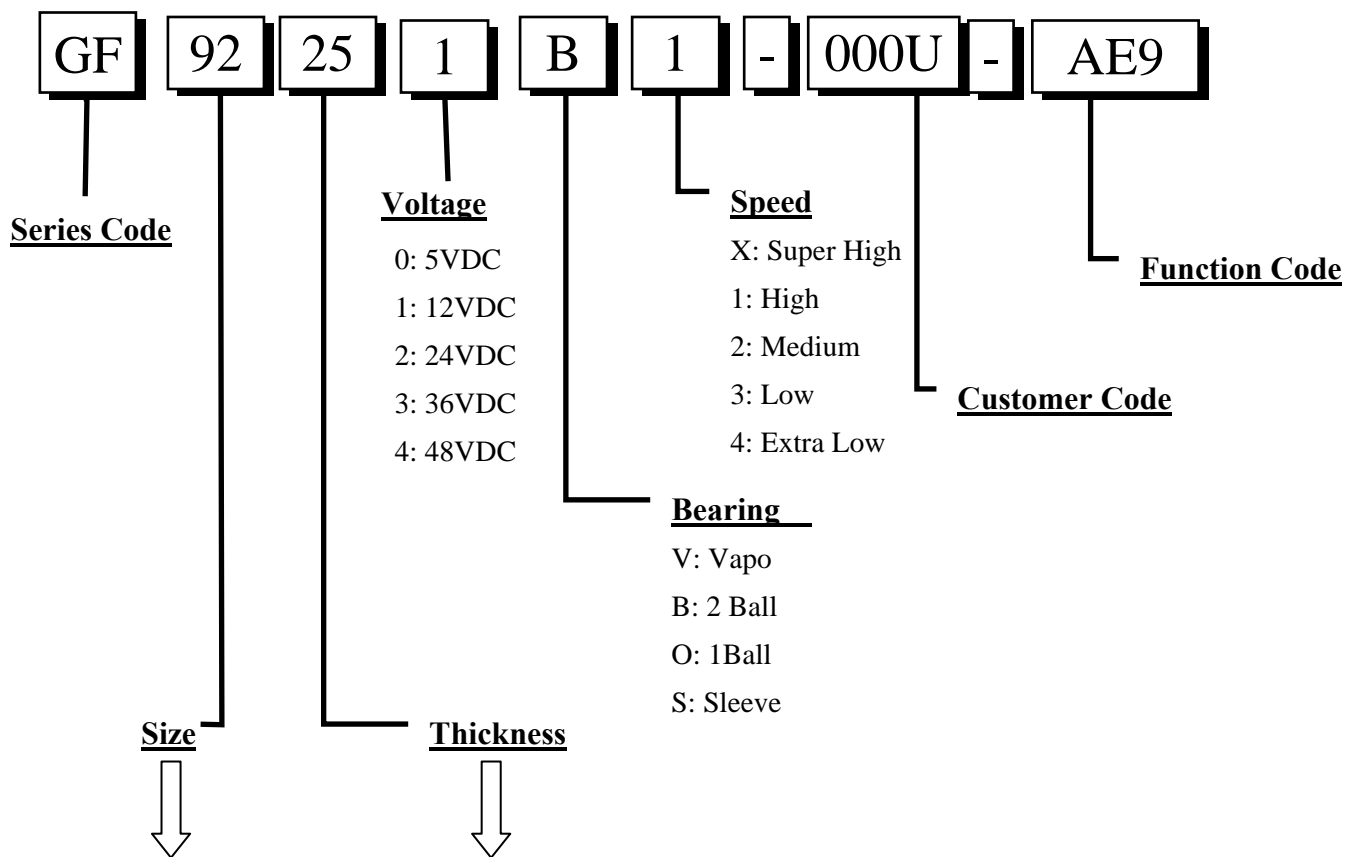 GF 92 25 1 B 1 - 000U - AE9
Series Code
Voltage
0: 5VDC
1: 12VDC
2: 24VDC
3: 36VDC
4: 48VDC
Speed
X: Super High
1: High
2: Medium
3: Low
4: Extra Low
Function Code
Customer Code
Bearing
V: Vapo
B: 2 Ball
O: 1Ball
S: Sleeve
Size
Thickness